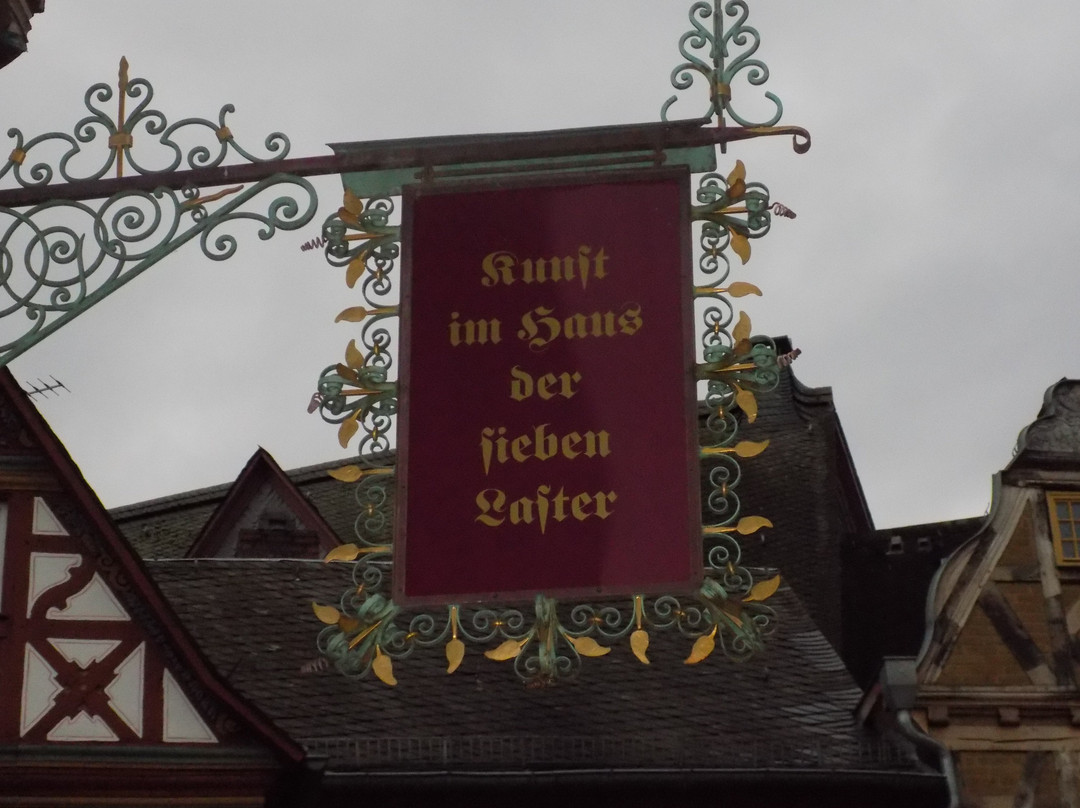 Kunſt
im Haus
der
ſieben
Laſter